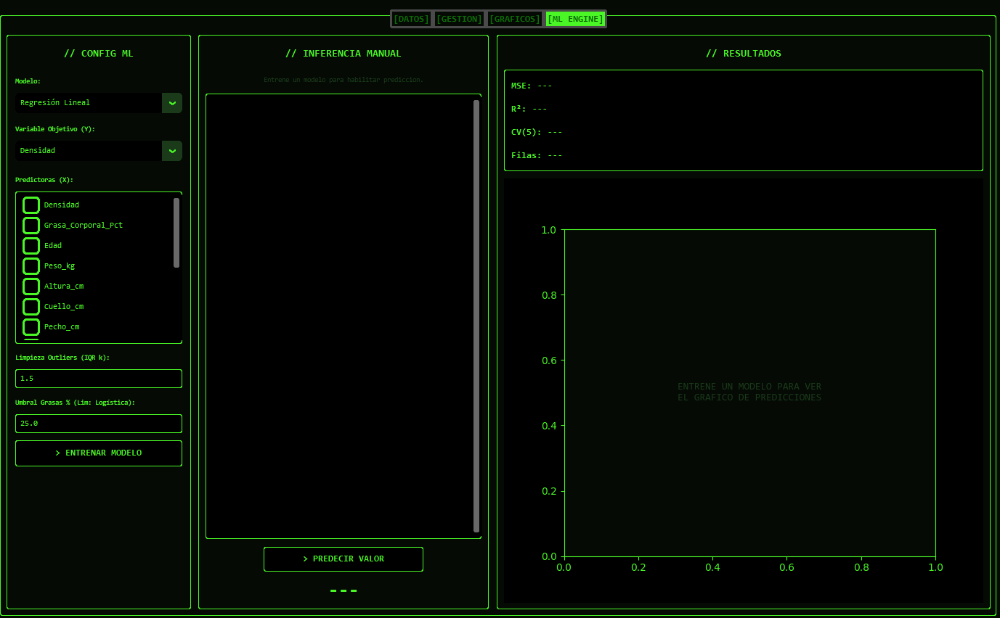 [DATOS] [GESTION] [GRAFICOS] [ML ENGINE]
// CONFIG ML
Modelo:
Regresión Lineal
Variable Objetivo (Y):
Densidad
Predictoras (X):
Densidad
Grasa_Corporal_Pct
Edad
Peso_kg
Altura_cm
Cuello_cm
Pecho_cm
Limpieza Outliers (IQR k):
1.5
Umbral Grasas % (Lim: Logística):
25.0
> ENTRENAR MODELO
// INFERENCIA MANUAL
Entrene un modelo para habilitar prediccion.
> PREDECIR VALOR
---
// RESULTADOS
MSE: ---
R²: ---
CV(5): ---
Filas: ---
1.0
0.8
0.6
0.4
0.2
0.0
ENTRENE UN MODELO PARA VER
EL GRAFICO DE PREDICCIONES
0.0 0.2 0.4 0.6 0.8 1.0